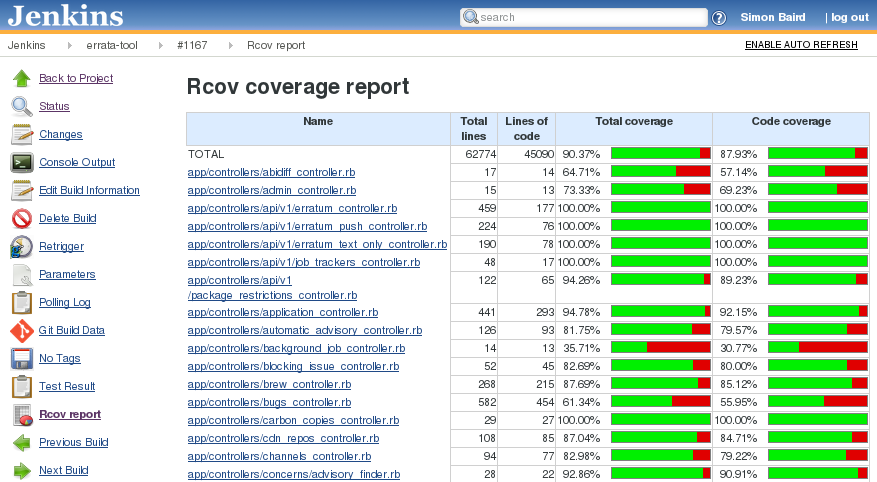 Jenkins
search
?
Simon Baird | log out
Jenkins errata-tool #1167 Rcov report
ENABLE AUTO REFRESH
Back to Project
Status
Changes
Console Output
Edit Build Information
Delete Build
Retrigger
Parameters
Polling Log
Git Build Data
No Tags
Test Result
Rcov report
Previous Build
Next Build
Rcov coverage report
Name Total lines Lines of code Total coverage Code coverage
TOTAL 62774 45090 90.37% 87.93%
app/controllers/abidiff_controller.rb 17 14 64.71% 57.14%
app/controllers/admin_controller.rb 15 13 73.33% 69.23%
app/controllers/api/v1/erratum_controller.rb 459 177 100.00% 100.00%
app/controllers/api/v1/erratum_push_controller.rb 224 76 100.00% 100.00%
app/controllers/api/v1/erratum_text_only_controller.rb 190 78 100.00% 100.00%
app/controllers/api/v1/job_trackers_controller.rb 48 17 100.00% 100.00%
app/controllers/api/v1 122 65 94.26% 89.23%
/package_restrictions_controller.rb
app/controllers/application_controller.rb 441 293 94.78% 92.15%
app/controllers/automatic_advisory_controller.rb 126 93 81.75% 79.57%
app/controllers/background_job_controller.rb 14 13 35.71% 30.77%
app/controllers/blocking_issue_controller.rb 52 45 82.69% 80.00%
app/controllers/brew_controller.rb 268 215 87.69% 85.12%
app/controllers/bugs_controller.rb 582 454 61.34% 55.95%
app/controllers/carbon_copies_controller.rb 29 27 100.00% 100.00%
app/controllers/cdn_repos_controller.rb 108 85 87.04% 84.71%
app/controllers/channels_controller.rb 94 77 82.98% 79.22%
app/controllers/concerns/advisory_finder.rb 28 22 92.86% 90.91%